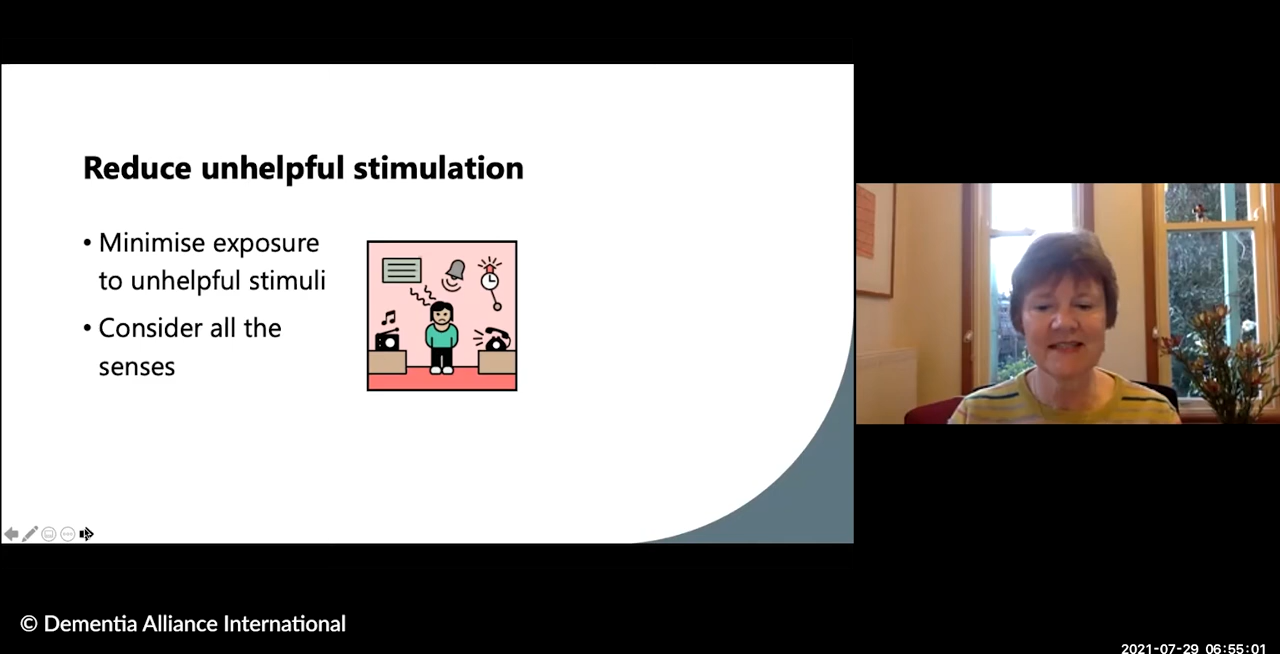 Reduce unhelpful stimulation
• Minimise exposure
to unhelpful stimuli
• Consider all the
senses
© Dementia Alliance International
2021-07-29 06:55:01